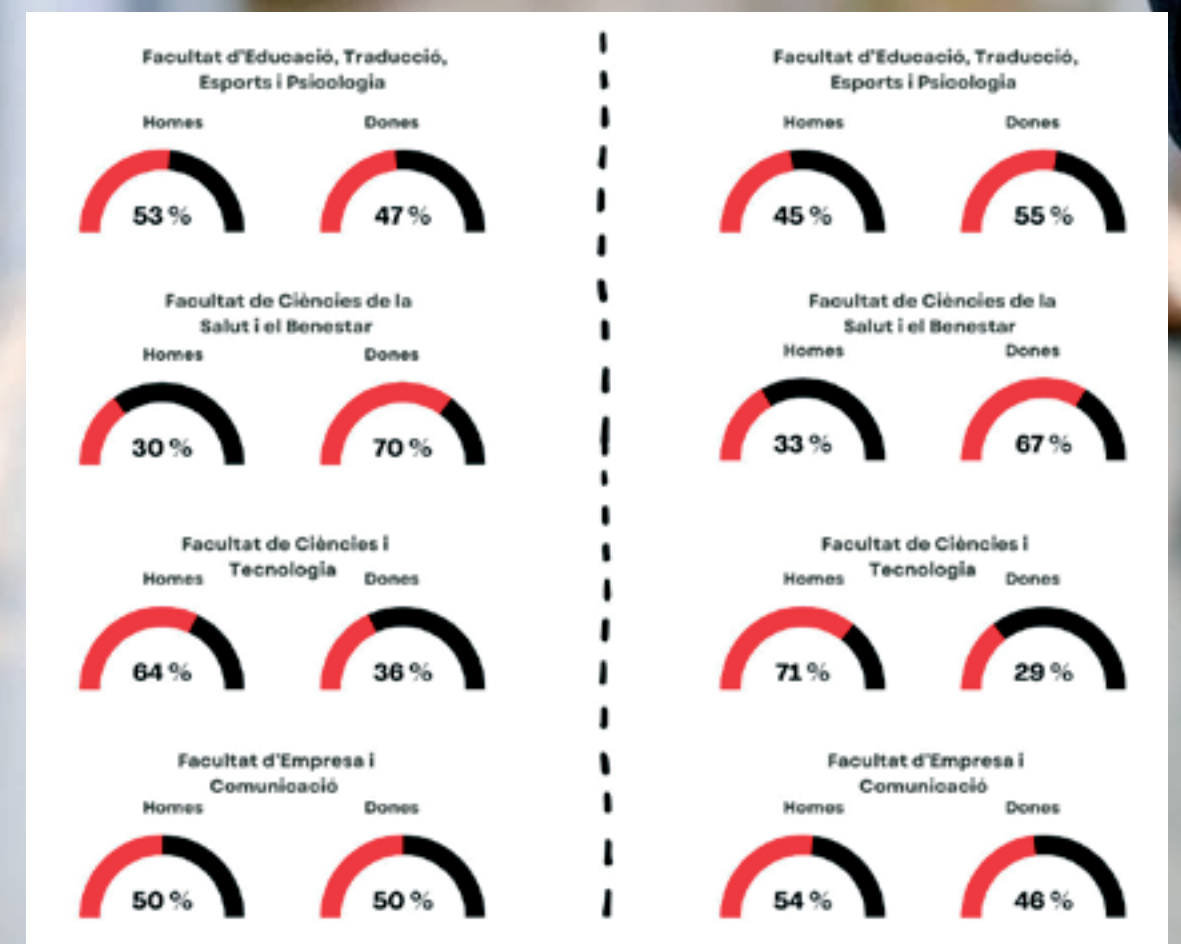 Facultat d'Educació, Traducció,
Esports i Psicologia
Homes Dones
53 % 47 %
Facultat de Ciències de la
Salut i el Benestar
Homes Dones
30 % 70 %
Facultat de Ciències i
Tecnologia
Homes Dones
64 % 36 %
Facultat d'Empresa i
Comunicació
Homes Dones
50 % 50 %
Facultat d'Educació, Traducció,
Esports i Psicologia
Homes Dones
45 % 55 %
Facultat de Ciències de la
Salut i el Benestar
Homes Dones
33 % 67 %
Facultat de Ciències i
Tecnologia
Homes Dones
71 % 29 %
Facultat d'Empresa i
Comunicació
Homes Dones
54 % 46 %